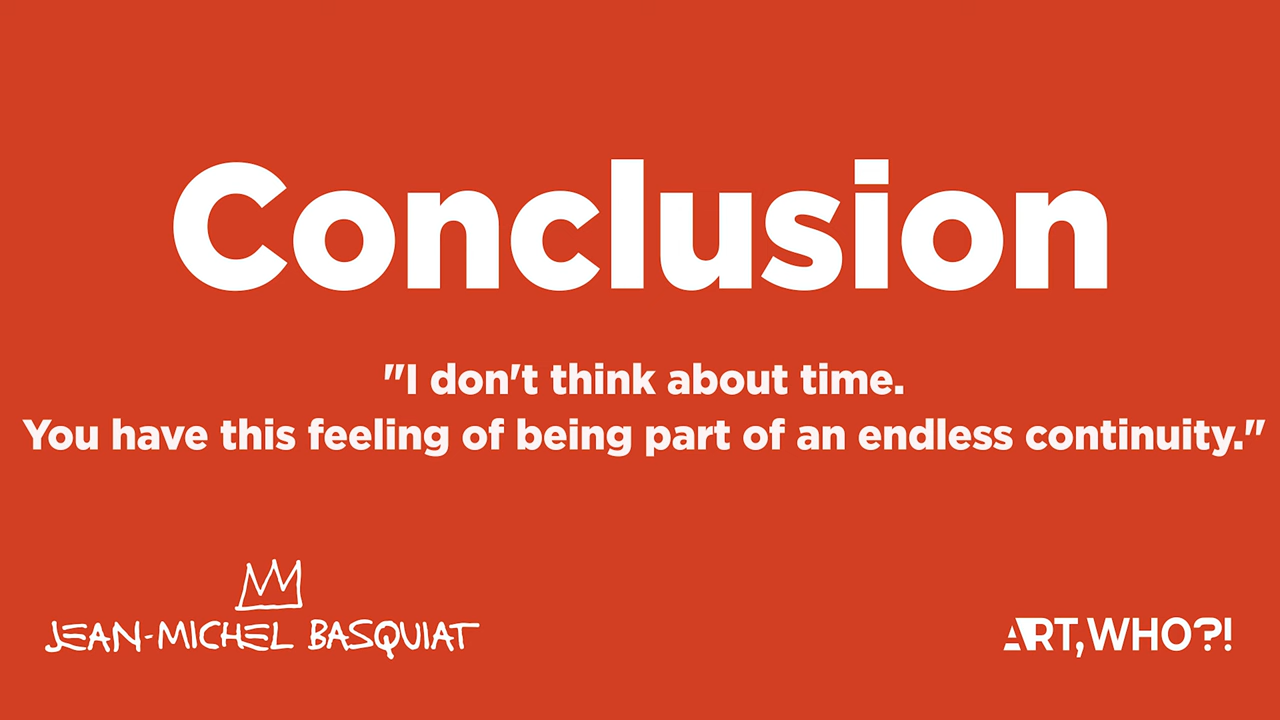 Conclusion
"I don't think about time.
You have this feeling of being part of an endless continuity."
JEAN-MICHEL BASQUIAT
ART, WHO?!